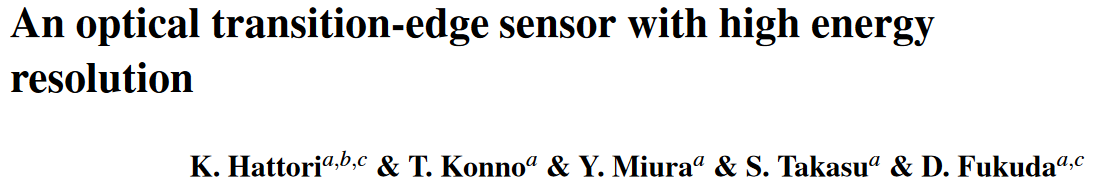 An optical transition-edge sensor with high energy
resolution
K. Hattoriᵃ,ᵇ,ᶜ & T. Konnoᵃ & Y. Miuraᵃ & S. Takasuᵃ & D. Fukudaᵃ,ᶜ